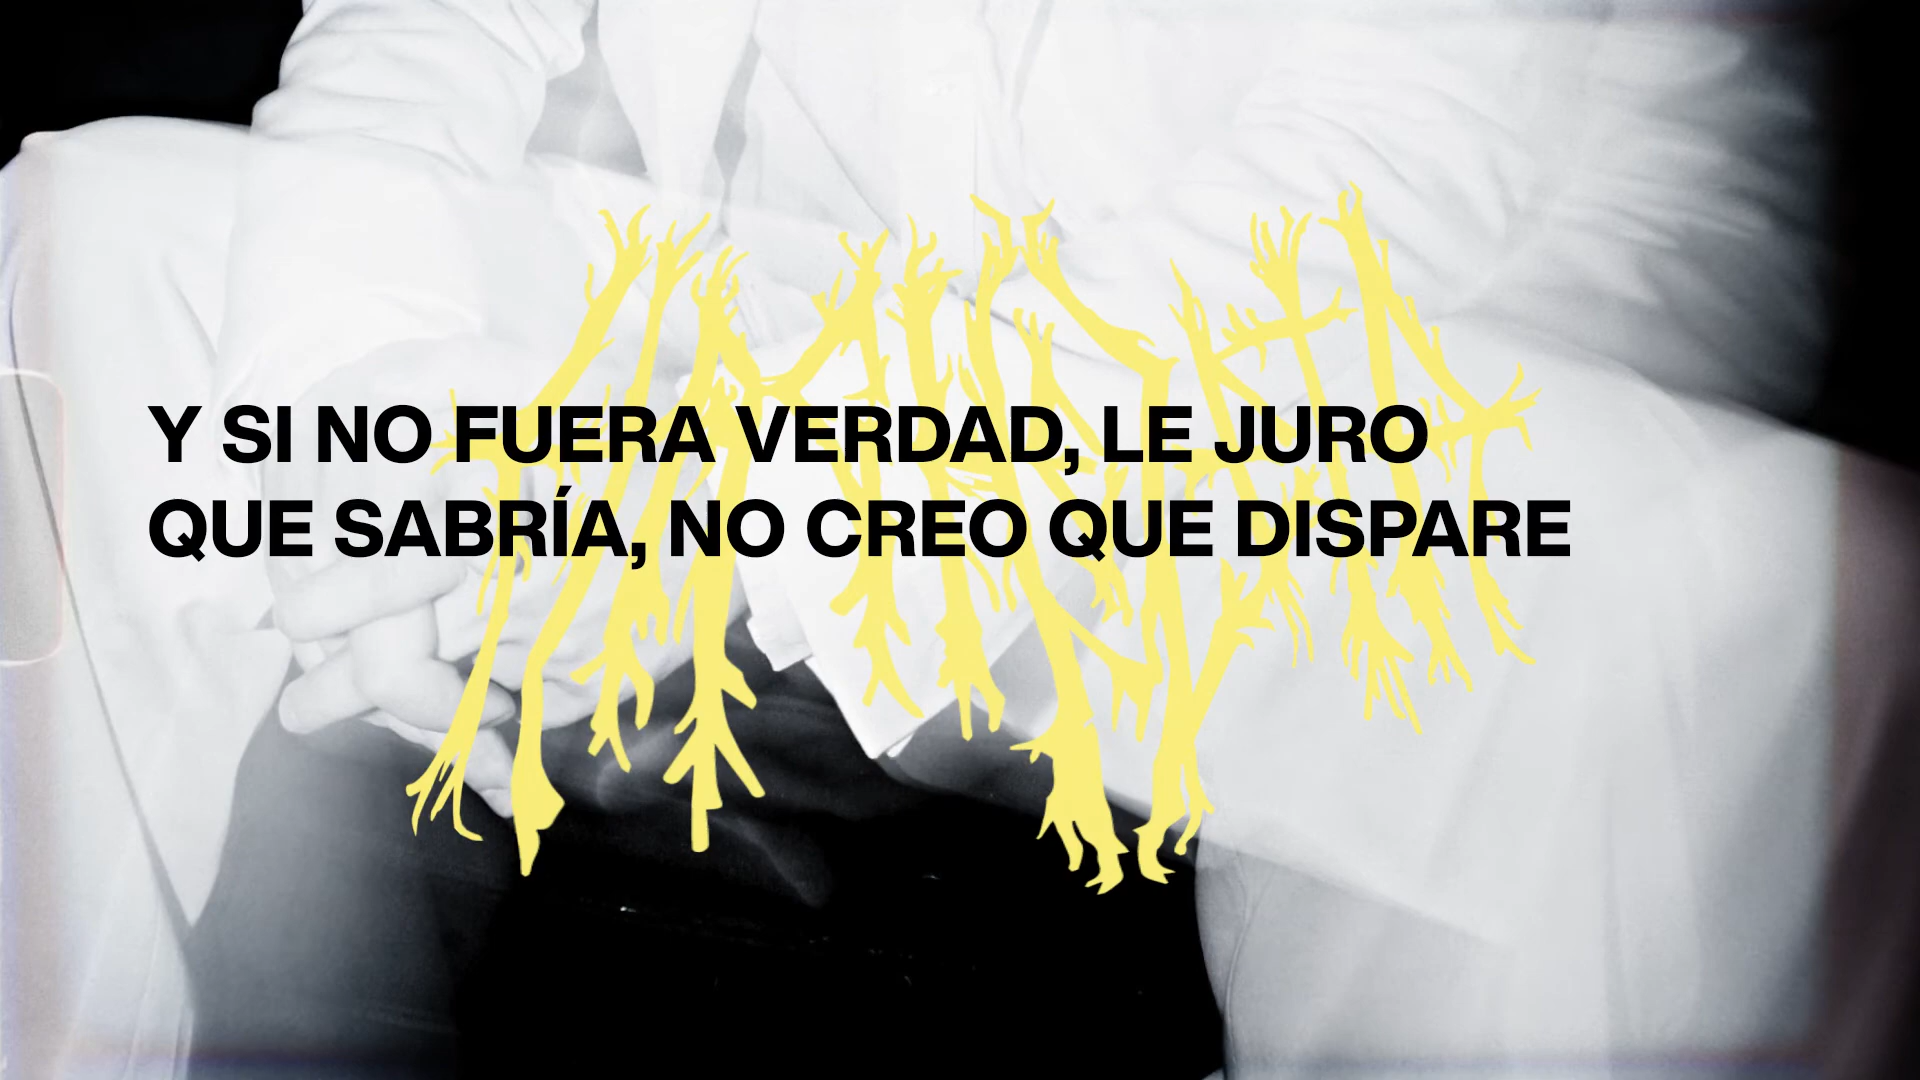 Y SI NO FUERA VERDAD, LE JURO
QUE SABRÍA, NO CREO QUE DISPARE